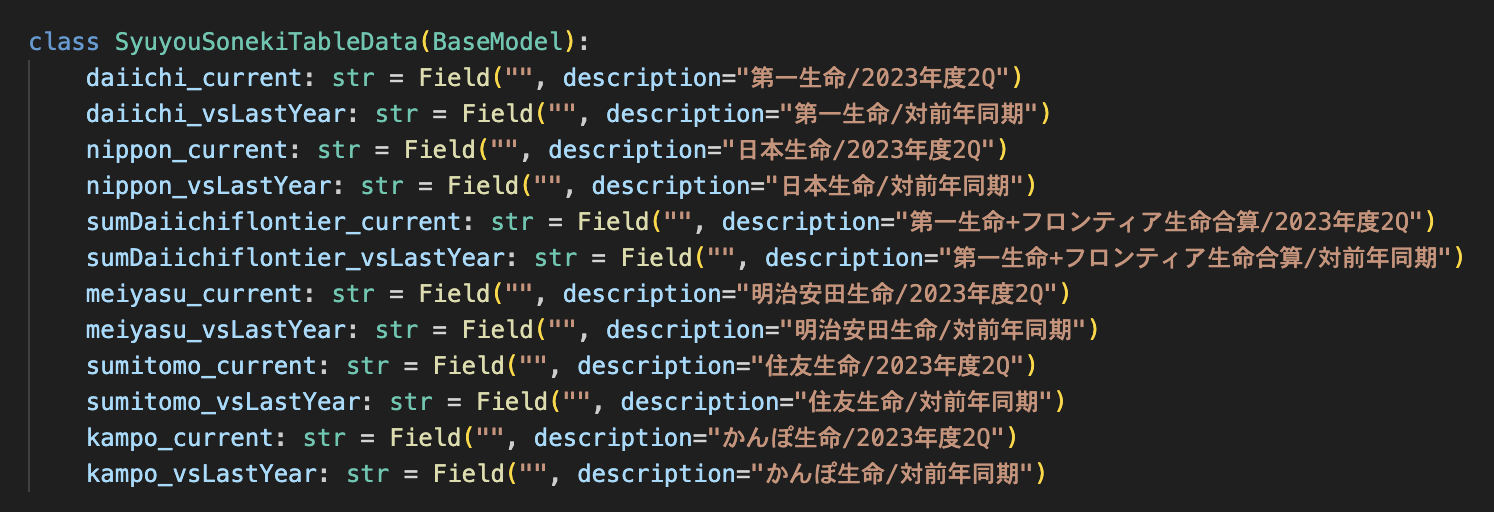 class SyuyouSonekiTableData(BaseModel):
    daiichi_current: str = Field("", description="第一生命/2023年度2Q")
    daiichi_vsLastYear: str = Field("", description="第一生命/対前年同期")
    nippon_current: str = Field("", description="日本生命/2023年度2Q")
    nippon_vsLastYear: str = Field("", description="日本生命/対前年同期")
    sumDaiichiflontier_current: str = Field("", description="第一生命+フロンティア生命合算/2023年度2Q")
    sumDaiichiflontier_vsLastYear: str = Field("", description="第一生命+フロンティア生命合算/対前年同期")
    meiyasu_current: str = Field("", description="明治安田生命/2023年度2Q")
    meiyasu_vsLastYear: str = Field("", description="明治安田生命/対前年同期")
    sumitomo_current: str = Field("", description="住友生命/2023年度2Q")
    sumitomo_vsLastYear: str = Field("", description="住友生命/対前年同期")
    kampo_current: str = Field("", description="かんぽ生命/2023年度2Q")
    kampo_vsLastYear: str = Field("", description="かんぽ生命/対前年同期")